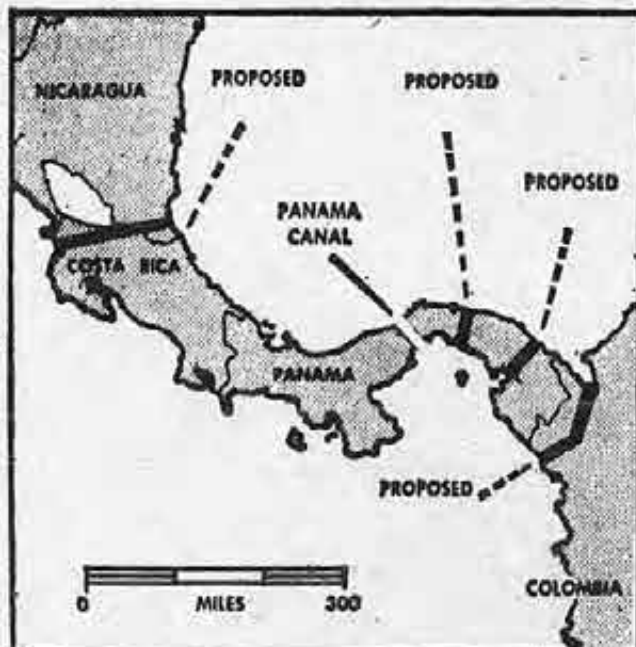 PROPOSED
PROPOSED
NICARAGUA
PROPOSED
PANAMA
CANAL
COSTA RICA
PANAMA
PROPOSED
COLOMBIA
0 MILES 300